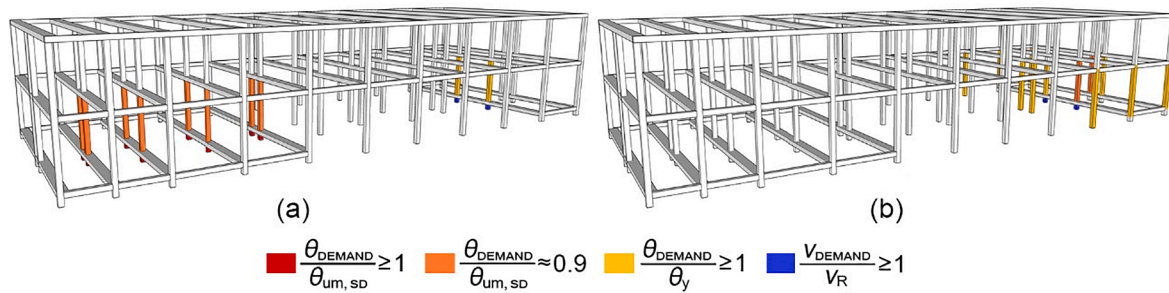 (a) (b)
θDEMAND/θum, SD ≥1 θDEMAND/θum, SD ≈0.9 θDEMAND/θy ≥1 VDEMAND/VR ≥1